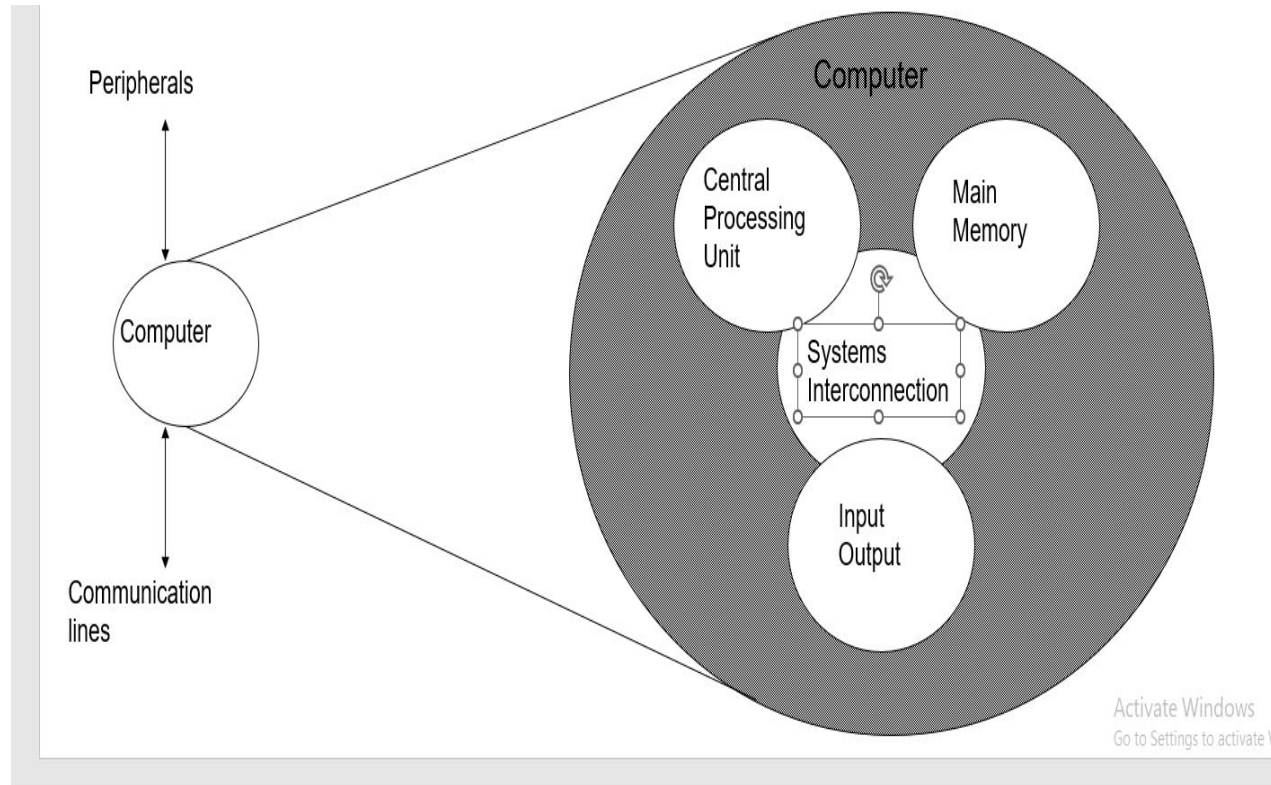 Peripherals
Computer
Communication
lines
Computer
Central
Processing
Unit
Main
Memory
Systems
Interconnection
Input
Output
Activate Windows
Go to Settings to activate